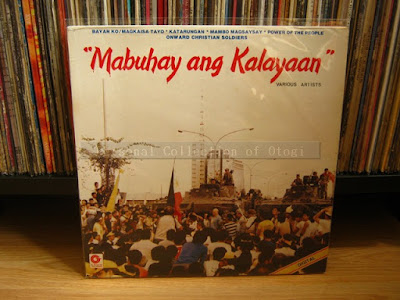 BAYAN KO/MAGKAISA TAYO * KATARUNGAN * MAMBO MAGSAYSAY * POWER OF THE PEOPLE
ONWARD CHRISTIAN SOLDIERS
"Mabuhay ang Kalayaan"
VARIOUS ARTISTS
Personal Collection of Otogi